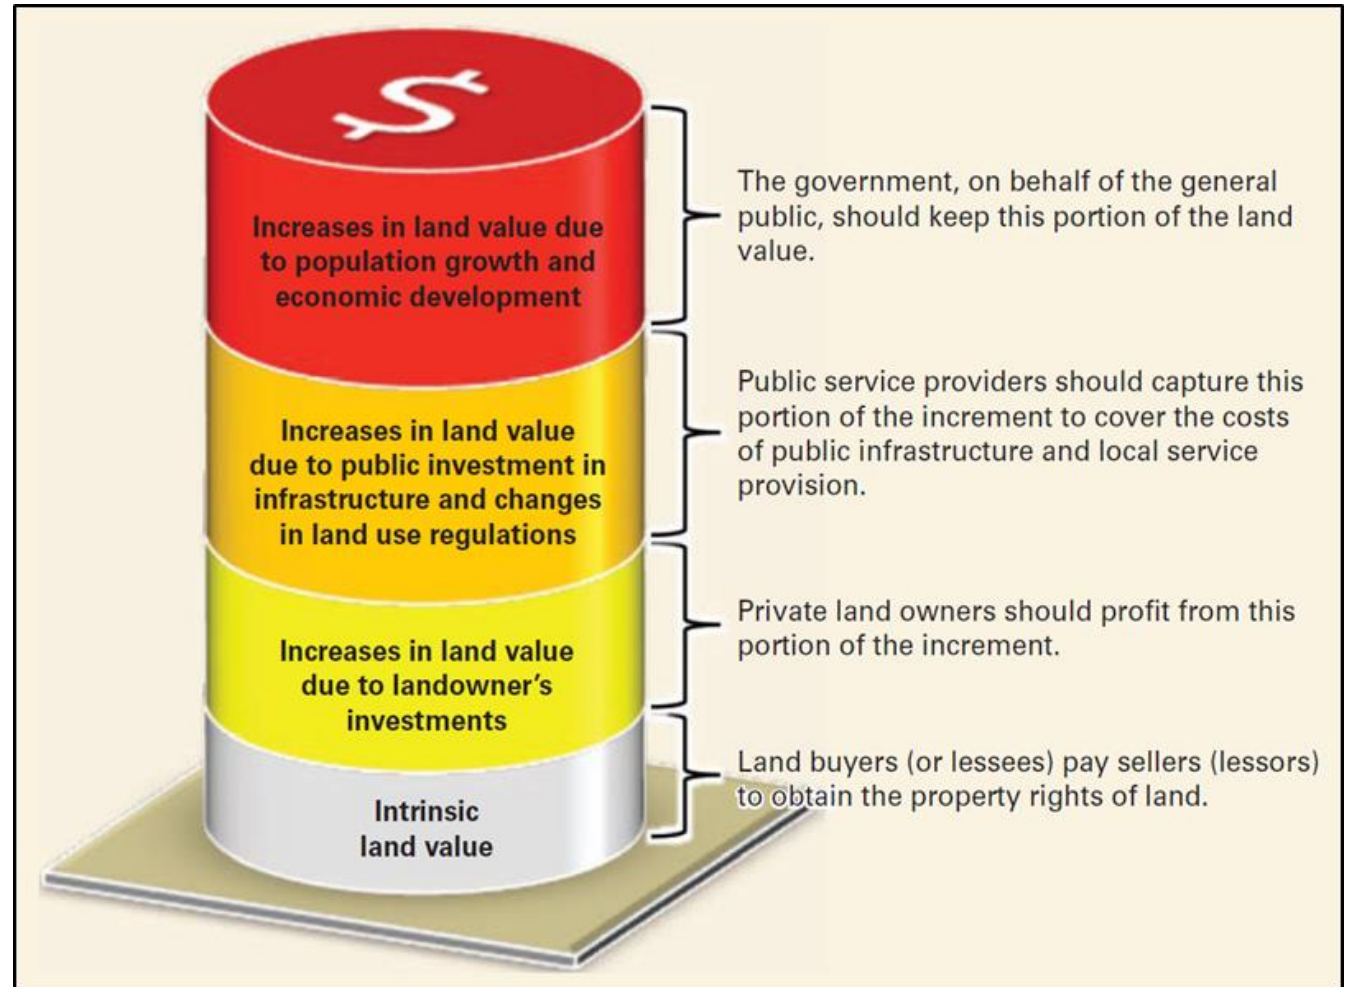 $
Increases in land value due
to population growth and
economic development
The government, on behalf of the general
public, should keep this portion of the land
value.
Increases in land value
due to public investment in
infrastructure and changes
in land use regulations
Public service providers should capture this
portion of the increment to cover the costs
of public infrastructure and local service
provision.
Increases in land value
due to landowner’s
investments
Private land owners should profit from this
portion of the increment.
Intrinsic
land value
Land buyers (or lessees) pay sellers (lessors)
to obtain the property rights of land.